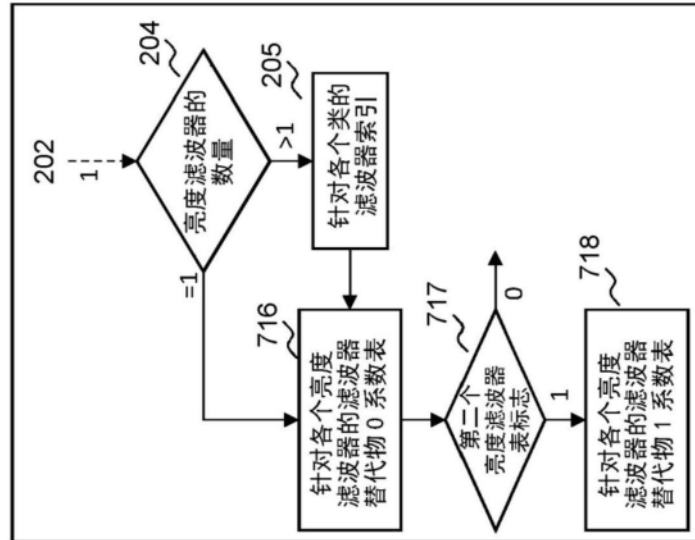 202
1
204
亮度滤波器的
数量
=1
>1
205
针对各个类的
滤波器索引
716
针对各个亮度
滤波器的滤波器
替代物 0 系数表
717
第二个
亮度滤波器
表标志
0
1
718
针对各个亮度
滤波器的滤波器
替代物 1 系数表